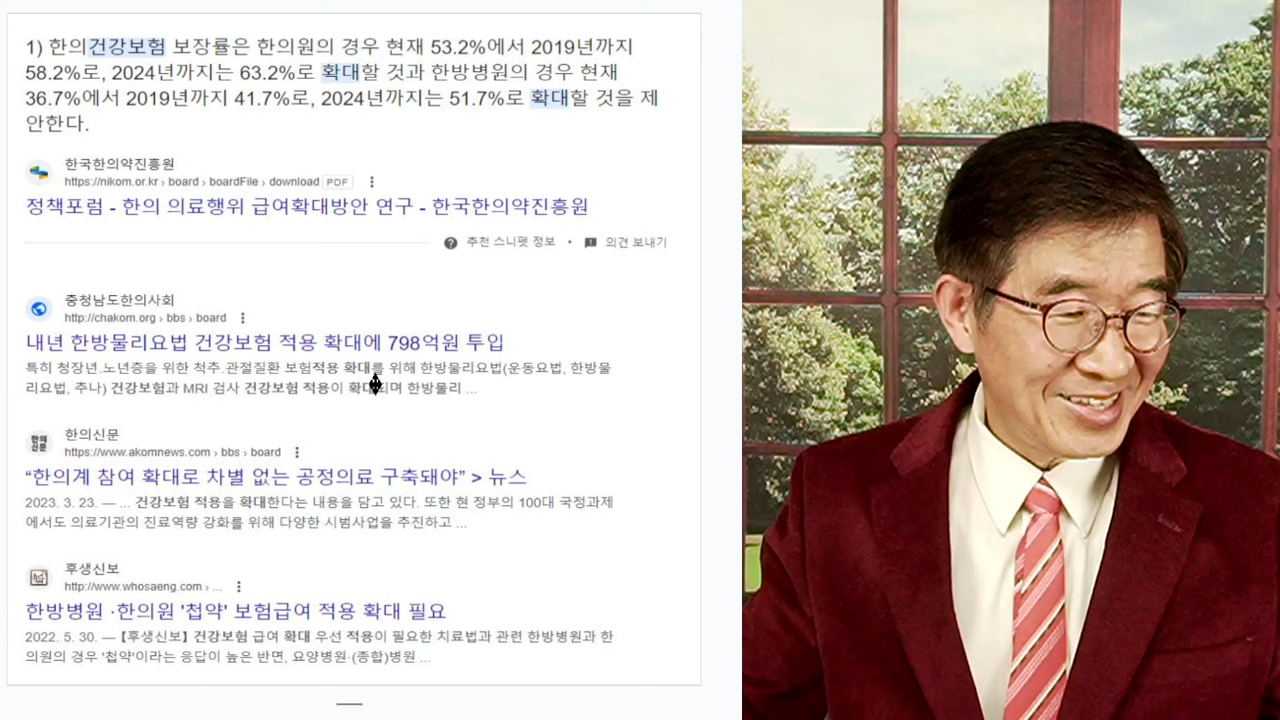 1) 한의건강보험 보장률은 한의원의 경우 현재 53.2%에서 2019년까지
58.2%로, 2024년까지는 63.2%로 확대할 것과 한방병원의 경우 현재
36.7%에서 2019년까지 41.7%로, 2024년까지는 51.7%로 확대할 것을 제
안한다.
한국한의약진흥원
https://nikom.or.kr › board › boardFile › download PDF
정책포럼 - 한의 의료행위 급여확대방안 연구 - 한국한의약진흥원
추천 스니펫 정보 • 의견 보내기
충청남도한의사회
http://chakom.org › bbs › board
내년 한방물리요법 건강보험 적용 확대에 798억원 투입
특히 청장년.노년층을 위한 척추.관절질환 보험적용 확대를 위해 한방물리요법(운동요법, 한방물
리요법, 추나) 건강보험과 MRI 검사 건강보험 적용이 확대되며 한방물리 ...
한의신문
한의신문
https://www.akomnews.com › bbs › board
“한의계 참여 확대로 차별 없는 공정의료 구축돼야” > 뉴스
2023. 3. 23. — ... 건강보험 적용을 확대한다는 내용을 담고 있다. 또한 현 정부의 100대 국정과제
에서도 의료기관의 진료역량 강화를 위해 다양한 시범사업을 추진하고 ...
후생신보
http://www.whosaeng.com › ...
한방병원 ·한의원 '첩약' 보험급여 적용 확대 필요
2022. 5. 30. — 【후생신보】 건강보험 급여 확대 우선 적용이 필요한 치료법과 관련 한방병원과 한
의원의 경우 '첩약'이라는 응답이 높은 반면, 요양병원·(종합)병원 ...